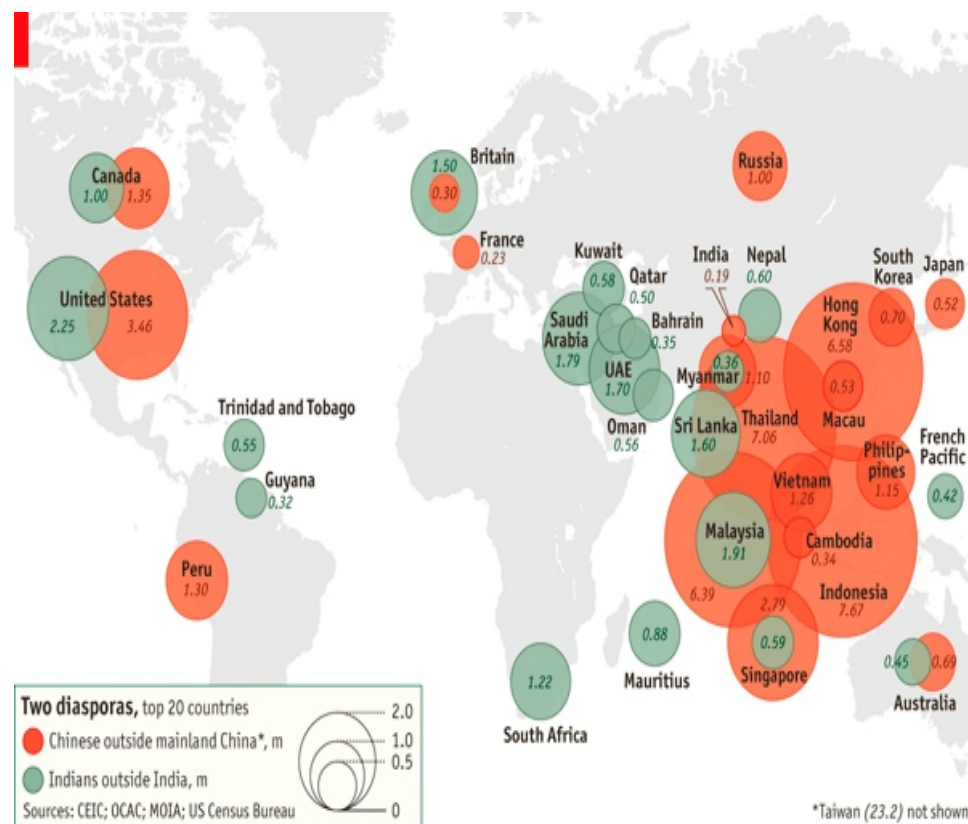 Canada
1.00
1.35
United States
2.25
3.46
Trinidad and Tobago
0.55
Guyana
0.32
Peru
1.30
1.50
Britain
0.30
France
0.23
Russia
1.00
Kuwait
0.58
Qatar
0.50
Saudi
Arabia
1.79
Bahrain
0.35
UAE
1.70
Oman
0.56
India
0.19
Nepal
0.60
South
Korea
0.70
Japan
0.52
Hong
Kong
6.58
0.53
Macau
0.36
Myanmar
1.10
Sri Lanka
1.60
Thailand
7.06
Philip-
pines
1.15
French
Pacific
0.42
Vietnam
1.26
Malaysia
1.91
6.39
Cambodia
0.34
Indonesia
7.67
2.79
0.59
Singapore
0.88
Mauritius
1.22
South Africa
0.45
0.69
Australia
Two diasporas, top 20 countries
Chinese outside mainland China*, m
Indians outside India, m
Sources: CEIC; OCAC; MOIA; US Census Bureau
2.0
1.0
0.5
0
*Taiwan (23.2) not shown